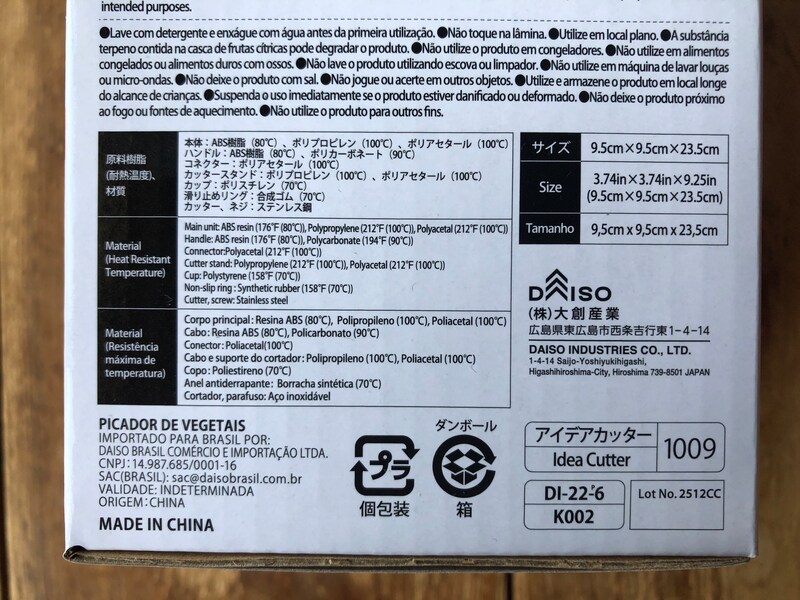 intended purposes.
●Lave com detergente e enxágue com água antes da primeira utilização. ●Não toque na lâmina. ●Utilize em local plano. ●A substância
terpeno contida na casca de frutas cítricas pode degradar o produto. ●Não utilize o produto em congeladores. ●Não utilize em alimentos
congelados ou alimentos duros com ossos. ●Não lave o produto utilizando escova ou limpador. ●Não utilize em máquina de lavar louças
ou micro-ondas. ●Não deixe o produto com sal. ●Não jogue ou acerte em outros objetos. ●Utilize e armazene o produto em local longe
do alcance de crianças. ●Suspenda o uso imediatamente se o produto estiver danificado ou deformado. ●Não deixe o produto próximo
ao fogo ou fontes de aquecimento. ●Não utilize o produto para outros fins.
原料樹脂
(耐熱温度)、
材質
本体：ABS樹脂（80℃）、ポリプロピレン（100℃）、ポリアセタール（100℃）
ハンドル：ABS樹脂（80℃）、ポリカーボネート（90℃）
コネクター：ポリアセタール（100℃）
カッタースタンド：ポリプロピレン（100℃）、ポリアセタール（100℃）
カップ：ポリスチレン（70℃）
滑り止めリング：合成ゴム（70℃）
カッター、ネジ：ステンレス鋼
Material
(Heat Resistant
Temperature)
Main unit: ABS resin (176°F (80℃)), Polypropylene (212°F (100℃)), Polyacetal (212°F (100℃))
Handle: ABS resin (176°F (80℃)), Polycarbonate (194°F (90℃))
Connector:Polyacetal (212°F (100℃))
Cutter stand: Polypropylene (212°F (100℃)), Polyacetal (212°F (100℃))
Cup: Polystyrene (158°F (70℃))
Non-slip ring : Synthetic rubber (158°F (70℃))
Cutter, screw: Stainless steel
Material
(Resistência
máxima de
temperatura)
Corpo principal : Resina ABS (80℃), Polipropileno (100℃), Poliacetal (100℃)
Cabo : Resina ABS (80℃), Policarbonato (90℃)
Conector : Poliacetal(100℃)
Cabo e suporte do cortador : Polipropileno (100℃), Poliacetal (100℃)
Copo : Poliestireno (70℃)
Anel antiderrapante : Borracha sintética (70℃)
Cortador, parafuso: Aço inoxidável
サイズ
9.5cm×9.5cm×23.5cm
Size
3.74in×3.74in×9.25in
(9.5cm×9.5cm×23.5cm)
Tamanho
9,5cm x 9,5cm x 23,5cm
DAISO
(株)大創産業
広島県東広島市西条吉行東1-4-14
DAISO INDUSTRIES CO., LTD.
1-4-14 Saijo-Yoshiyukihigashi,
Higashihiroshima-City, Hiroshima 739-8501 JAPAN
PICADOR DE VEGETAIS
IMPORTADO PARA BRASIL POR:
DAISO BRASIL COMÉRCIO E IMPORTAÇÃO LTDA.
CNPJ: 14.987.685/0001-16
SAC(BRASIL): sac@daisobrasil.com.br
VALIDADE: INDETERMINADA
ORIGEM: CHINA
MADE IN CHINA
プラ
個包装
ダンボール
箱
アイデアカッター
Idea Cutter
1009
DI-22-ᴾ6
K002
Lot No. 2512CC